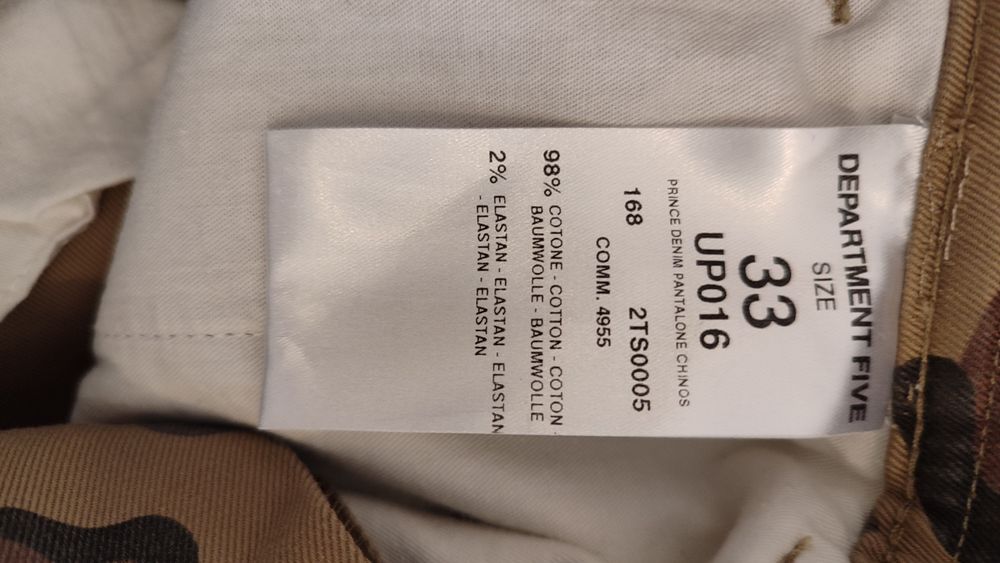 DEPARTMENT FIVE
SIZE
33
UP016
PRINCE DENIM PANTALONE CHINOS
168 2TS0005
COMM. 4955
98% COTONE - COTTON - COTON -
BAUMWOLLE - BAUMWOLLE
2% ELASTAN - ELASTAN - ELASTAN
- ELASTAN - ELASTAN